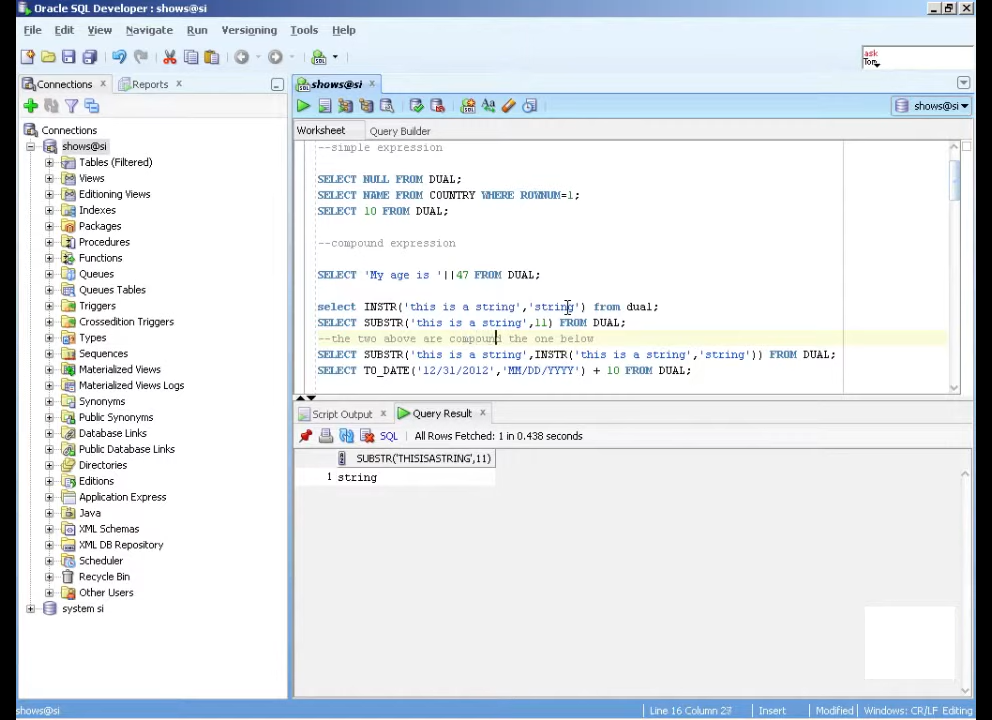 Oracle SQL Developer : shows@si
File Edit View Navigate Run Versioning Tools Help
ask
Tom
Connections Reports
shows@si
shows@si
Worksheet Query Builder
Connections
shows@si
Tables (Filtered)
Views
Editioning Views
Indexes
Packages
Procedures
Functions
Queues
Queues Tables
Triggers
Crossedition Triggers
Types
Sequences
Materialized Views
Materialized Views Logs
Synonyms
Public Synonyms
Database Links
Public Database Links
Directories
Editions
Application Express
Java
XML Schemas
XML DB Repository
Scheduler
Recycle Bin
Other Users
system si
--simple expression
SELECT NULL FROM DUAL;
SELECT NAME FROM COUNTRY WHERE ROWNUM=1;
SELECT 10 FROM DUAL;
--compound expression
SELECT 'My age is '||47 FROM DUAL;
select INSTR('this is a string','string') from dual;
SELECT SUBSTR('this is a string',11) FROM DUAL;
--the two above are compound the one below
SELECT SUBSTR('this is a string',INSTR('this is a string','string')) FROM DUAL;
SELECT TO_DATE('12/31/2012','MM/DD/YYYY') + 10 FROM DUAL;
Script Output Query Result
SQL All Rows Fetched: 1 in 0.438 seconds
SUBSTR('THISISASTRING',11)
1 string
shows@si Line 16 Column 27 Insert Modified Windows: CR/LF Editing